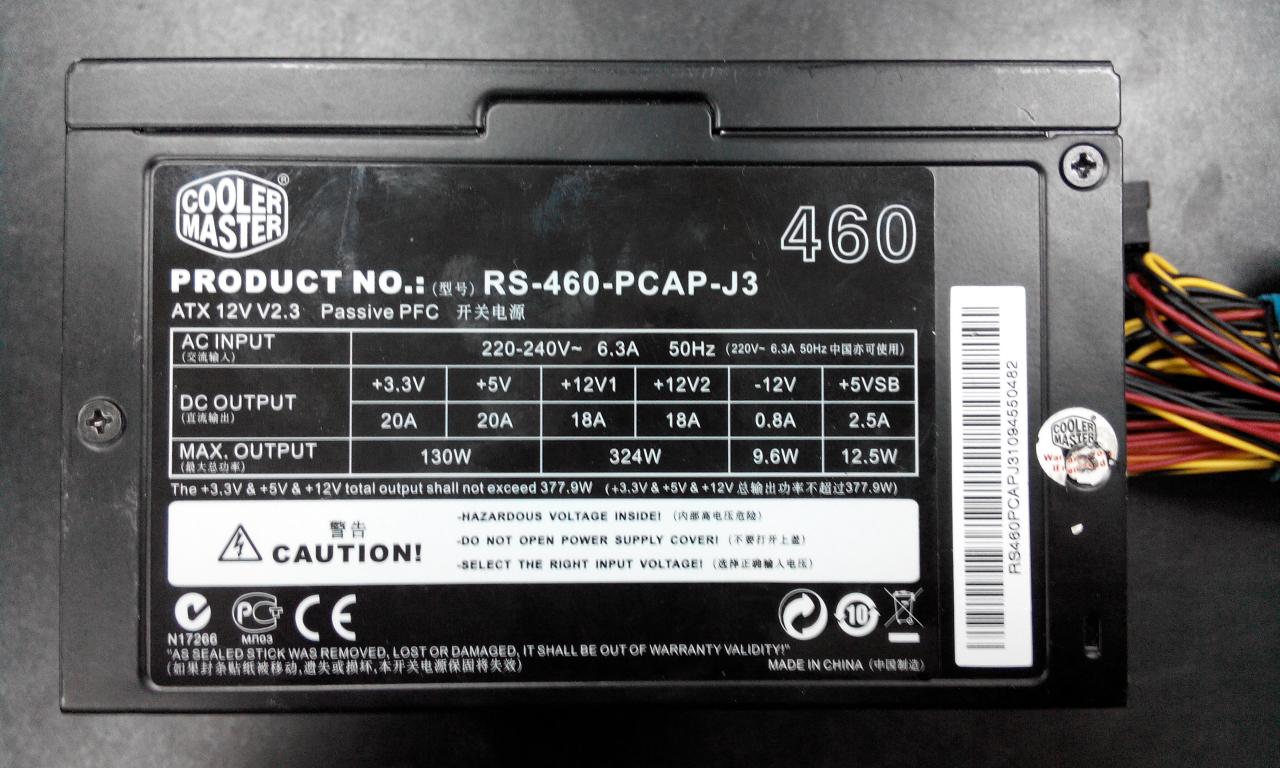 COOLER
MASTER ®
460
PRODUCT NO.: (型号) RS-460-PCAP-J3
ATX 12V V2.3 Passive PFC 开关电源
AC INPUT 220-240V~ 6.3A 50Hz (220V~ 6.3A 50Hz 中国亦可使用)
(交流输入)
+3.3V +5V +12V1 +12V2 -12V +5VSB
DC OUTPUT
(直流输出)
20A 20A 18A 18A 0.8A 2.5A
MAX. OUTPUT 130W 324W 9.6W 12.5W
(最大总功率)
The +3.3V & +5V & +12V total output shall not exceed 377.9W (+3.3V & +5V & +12V 总输出功率不超过377.9W)
警告
CAUTION!
-HAZARDOUS VOLTAGE INSIDE! (内部高电压危险)
-DO NOT OPEN POWER SUPPLY COVER! (不要打开上盖)
-SELECT THE RIGHT INPUT VOLTAGE! (选择正确输入电压)
N17266
PCT
МП03
CE
10
"AS SEALED STICK WAS REMOVED, LOST OR DAMAGED, IT SHALL BE OUT OF WARRANTY VALIDITY!"
(如果封条贴纸被移动,遗失或损坏,本开关电源保固将失效)
MADE IN CHINA (中国制造)
RS460PCAPJ31094550482
COOLER
MASTER